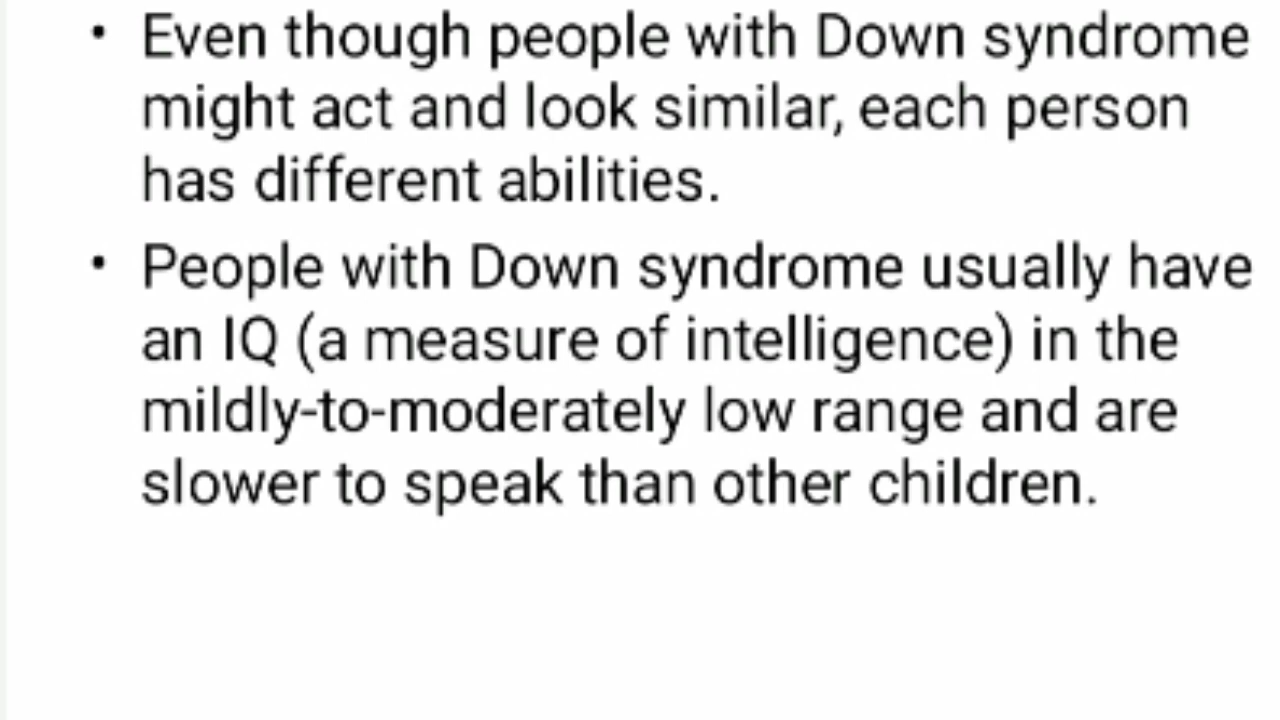 • Even though people with Down syndrome
might act and look similar, each person
has different abilities.
• People with Down syndrome usually have
an IQ (a measure of intelligence) in the
mildly-to-moderately low range and are
slower to speak than other children.